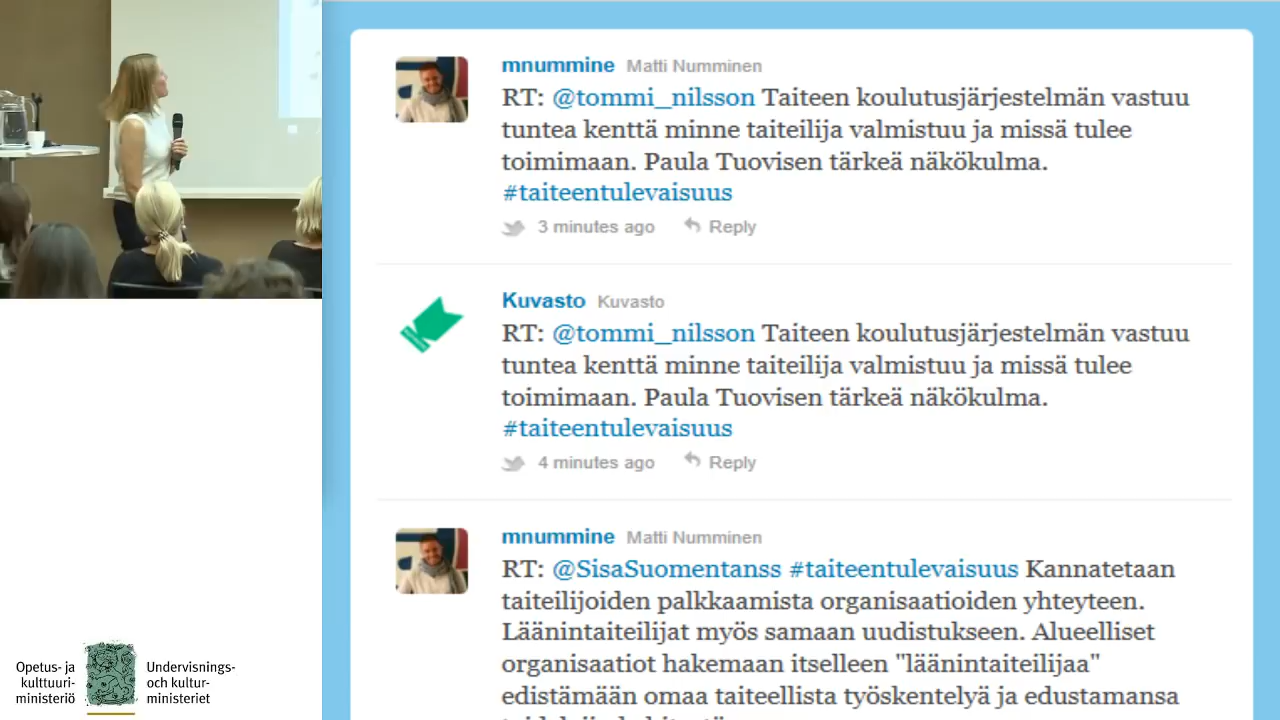 mnummine Matti Numminen
RT: @tommi_nilsson Taiteen koulutusjärjestelmän vastuu
tuntea kenttä minne taiteilija valmistuu ja missä tulee
toimimaan. Paula Tuovisen tärkeä näkökulma.
#taiteentulevaisuus
3 minutes ago Reply
Kuvasto Kuvasto
RT: @tommi_nilsson Taiteen koulutusjärjestelmän vastuu
tuntea kenttä minne taiteilija valmistuu ja missä tulee
toimimaan. Paula Tuovisen tärkeä näkökulma.
#taiteentulevaisuus
4 minutes ago Reply
mnummine Matti Numminen
RT: @SisaSuomentanss #taiteentulevaisuus Kannatetaan
taiteilijoiden palkkaamista organisaatioiden yhteyteen.
Läänintaiteilijat myös samaan uudistukseen. Alueelliset
organisaatiot hakemaan itselleen "läänintaiteilijaa"
edistämään omaa taiteellista työskentelyä ja edustamansa
Opetus- ja
kulttuuri-
ministeriö
Undervisnings-
och kultur-
ministeriet